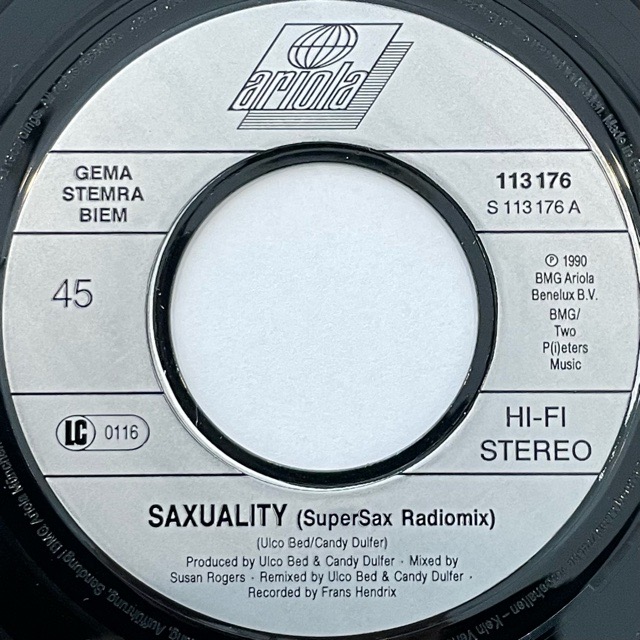 ariola
GEMA
STEMRA
BIEM
113 176
S 113 176 A
45
℗ 1990
BMG Ariola
Benelux B.V.
BMG/
Two
P(i)eters
Music
LC 0116
HI-FI
STEREO
SAXUALITY (SuperSax Radiomix)
(Ulco Bed/Candy Dulfer)
Produced by Ulco Bed & Candy Dulfer · Mixed by
Susan Rogers · Remixed by Ulco Bed & Candy Dulfer ·
Recorded by Frans Hendrix